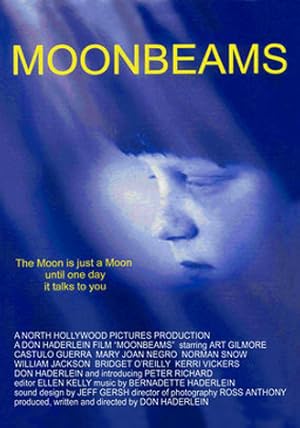 MOONBEAMS
The Moon is just a Moon
until one day
it talks to you
A NORTH HOLLYWOOD PICTURES PRODUCTION
A DON HADERLEIN FILM "MOONBEAMS" starring ART GILMORE
CASTULO GUERRA MARY JOAN NEGRO NORMAN SNOW
WILLIAM JACKSON BRIDGET O'REILLY KERRI VICKERS
DON HADERLEIN and introducing PETER RICHARD
editor ELLEN KELLY music by BERNADETTE HADERLEIN
sound design by JEFF GERSH director of photography ROSS ANTHONY
produced, written and directed by DON HADERLEIN